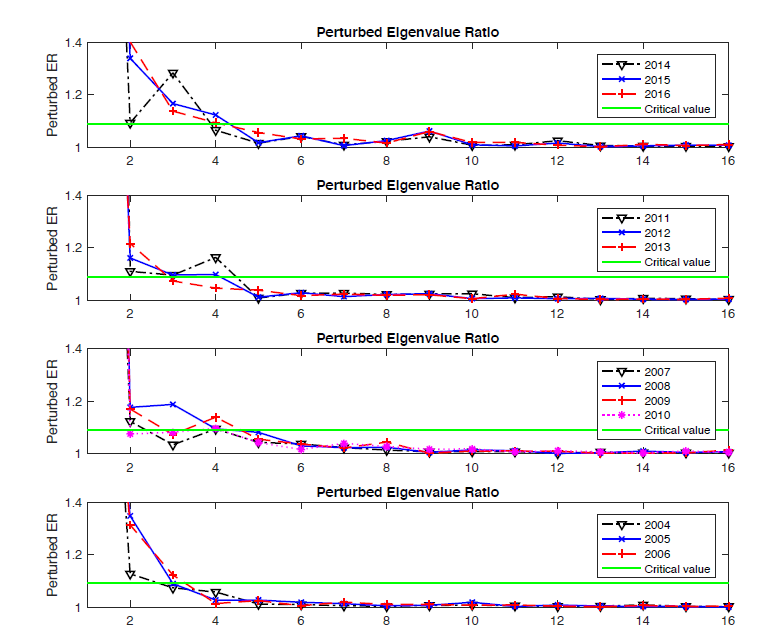 Perturbed Eigenvalue Ratio
Perturbed ER
1.4
1.2
1
2 4 6 8 10 12 14 16
2014
2015
2016
Critical value
Perturbed Eigenvalue Ratio
Perturbed ER
1.4
1.2
1
2 4 6 8 10 12 14 16
2011
2012
2013
Critical value
Perturbed Eigenvalue Ratio
Perturbed ER
1.4
1.2
1
2 4 6 8 10 12 14 16
2007
2008
2009
2010
Critical value
Perturbed Eigenvalue Ratio
Perturbed ER
1.4
1.2
1
2 4 6 8 10 12 14 16
2004
2005
2006
Critical value